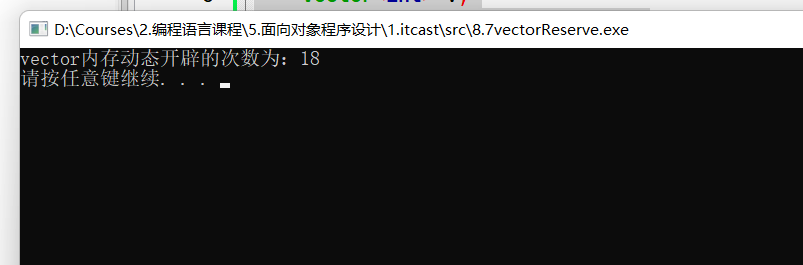 D:\Courses\2.编程语言课程\5.面向对象程序设计\1.itcast\src\8.7vectorReserve.exe
vector内存动态开辟的次数为：18
请按任意键继续. . .